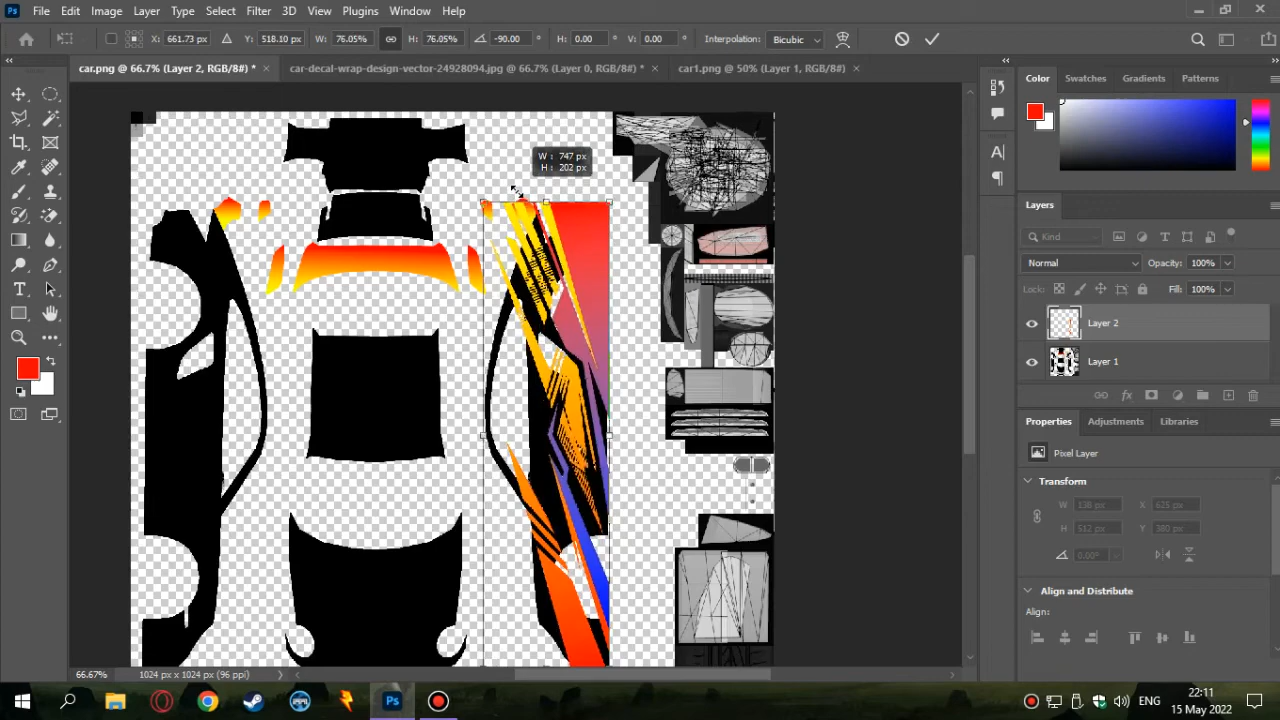 Ps File Edit Image Layer Type Select Filter 3D View Plugins Window Help
X: 661.73 px Y: 518.10 px W: 76.05% H: 76.05% -90.00 ° H: 0.00 ° V: 0.00 ° Interpolation: Bicubic
car.png @ 66.7% (Layer 2, RGB/8#) * × car-decal-wrap-design-vector-24928094.jpg @ 66.7% (Layer 0, RGB/8#) * × car1.png @ 50% (Layer 1, RGB/8#) ×
Color Swatches Gradients Patterns
W : 747 px
H : 202 px
Layers
Kind
Normal Opacity: 100%
Lock: Fill: 100%
Layer 2
Layer 1
Properties Adjustments Libraries
Pixel Layer
Transform
W 138 px X 625 px
H 512 px Y 380 px
0.00°
Align and Distribute
Align:
66.67% 1024 px x 1024 px (96 ppi)
Ps ENG 22:11
15 May 2022